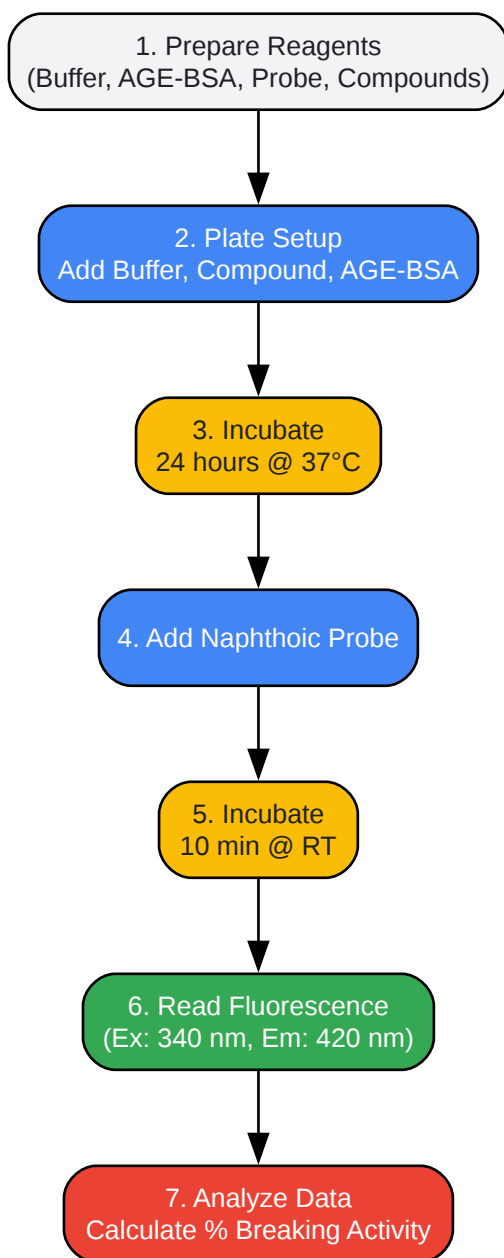 1. Prepare Reagents
(Buffer, AGE-BSA, Probe, Compounds)
2. Plate Setup
Add Buffer, Compound, AGE-BSA
3. Incubate
24 hours @ 37°C
4. Add Naphthoic Probe
5. Incubate
10 min @ RT
6. Read Fluorescence
(Ex: 340 nm, Em: 420 nm)
7. Analyze Data
Calculate % Breaking Activity